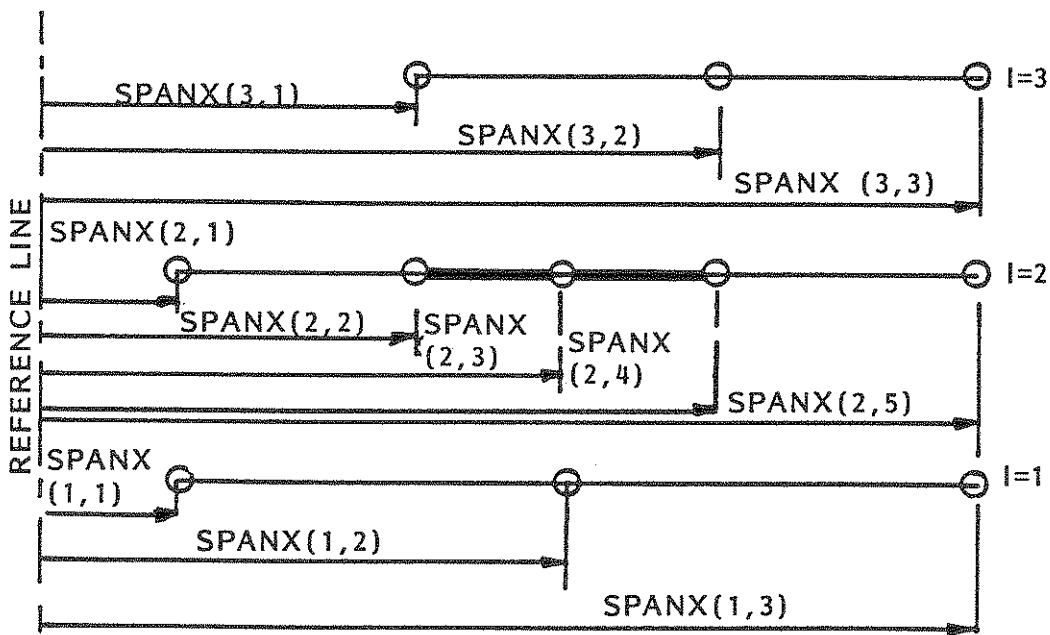 I=3
SPANX(3,1)
SPANX(3,2)
SPANX (3,3)
REFERENCE LINE
SPANX(2,1)
I=2
SPANX(2,2)
SPANX
(2,3)
SPANX
(2,4)
SPANX(2,5)
SPANX
(1,1)
I=1
SPANX(1,2)
SPANX(1,3)